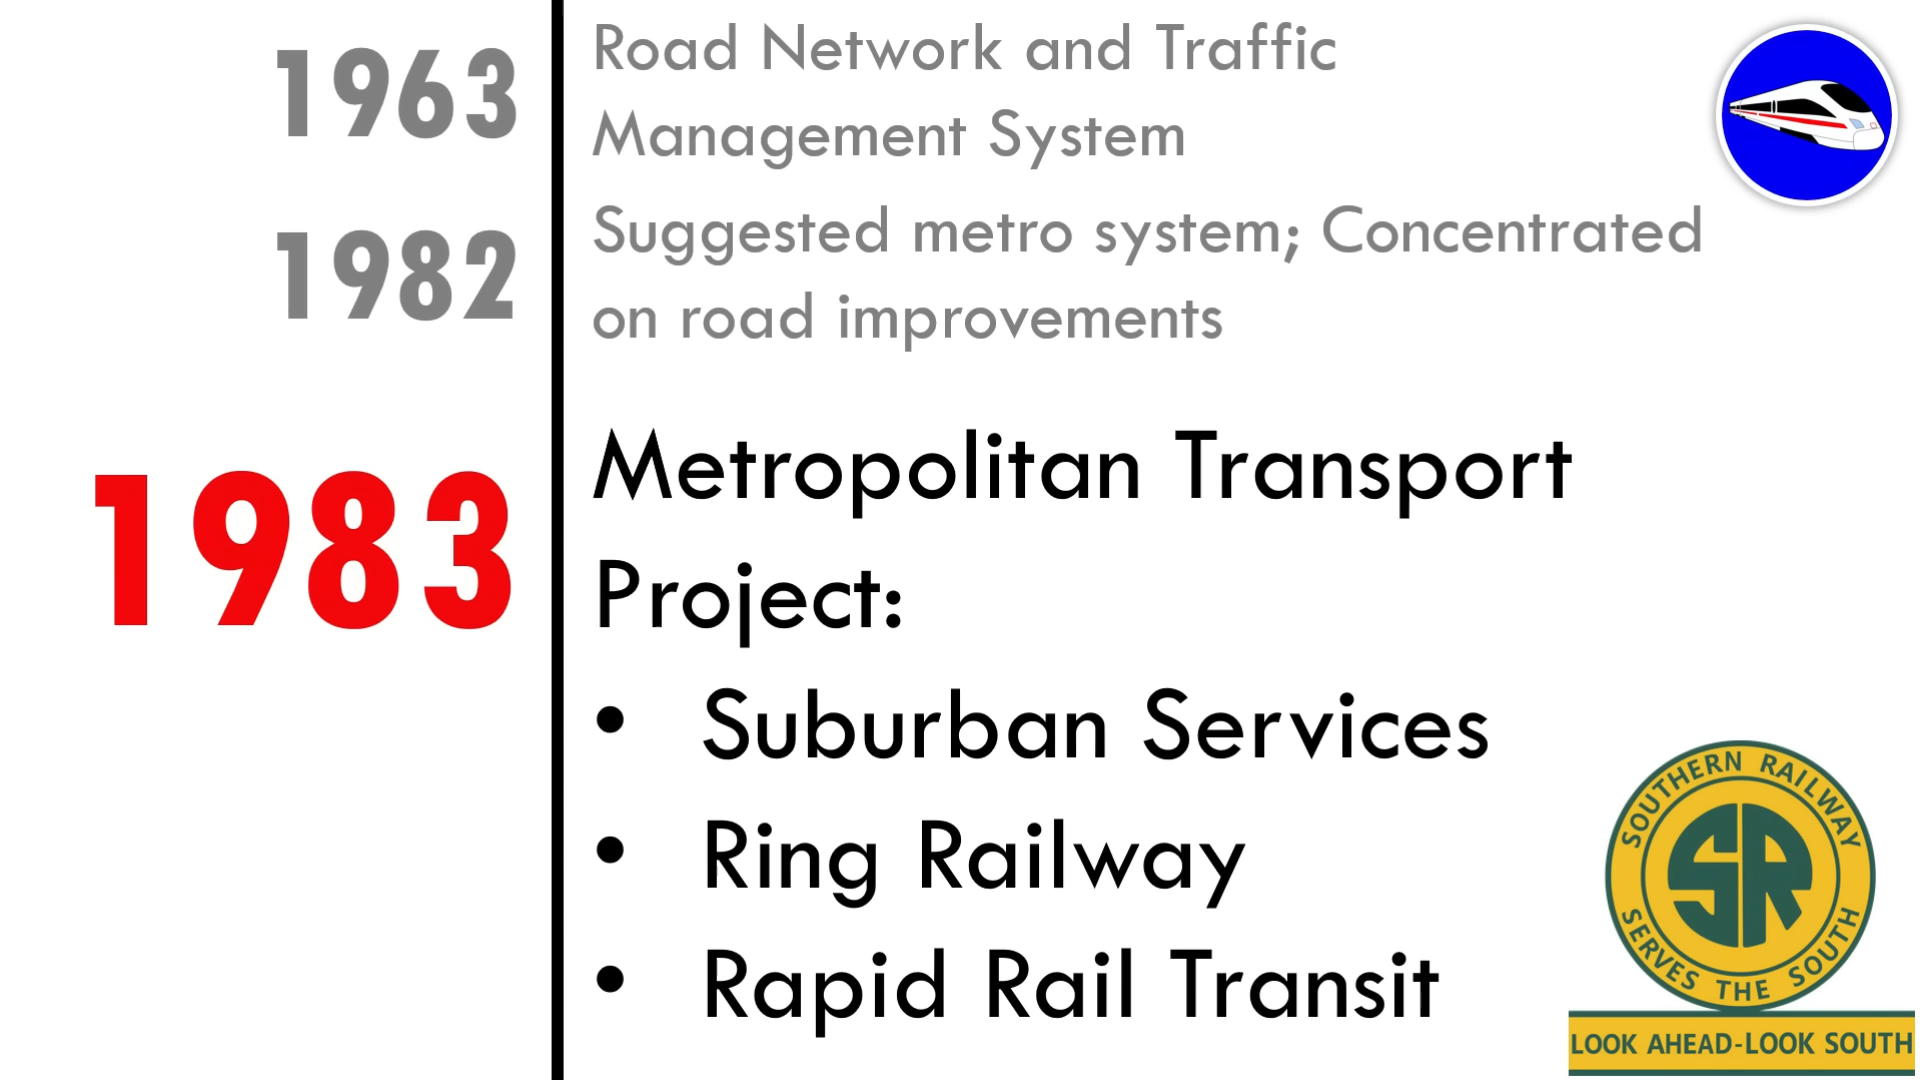 1963
Road Network and Traffic
Management System
1982
Suggested metro system; Concentrated
on road improvements
1983
Metropolitan Transport
Project:
• Suburban Services
• Ring Railway
• Rapid Rail Transit
SOUTHERN RAILWAY
SR
SERVES THE SOUTH
LOOK AHEAD-LOOK SOUTH